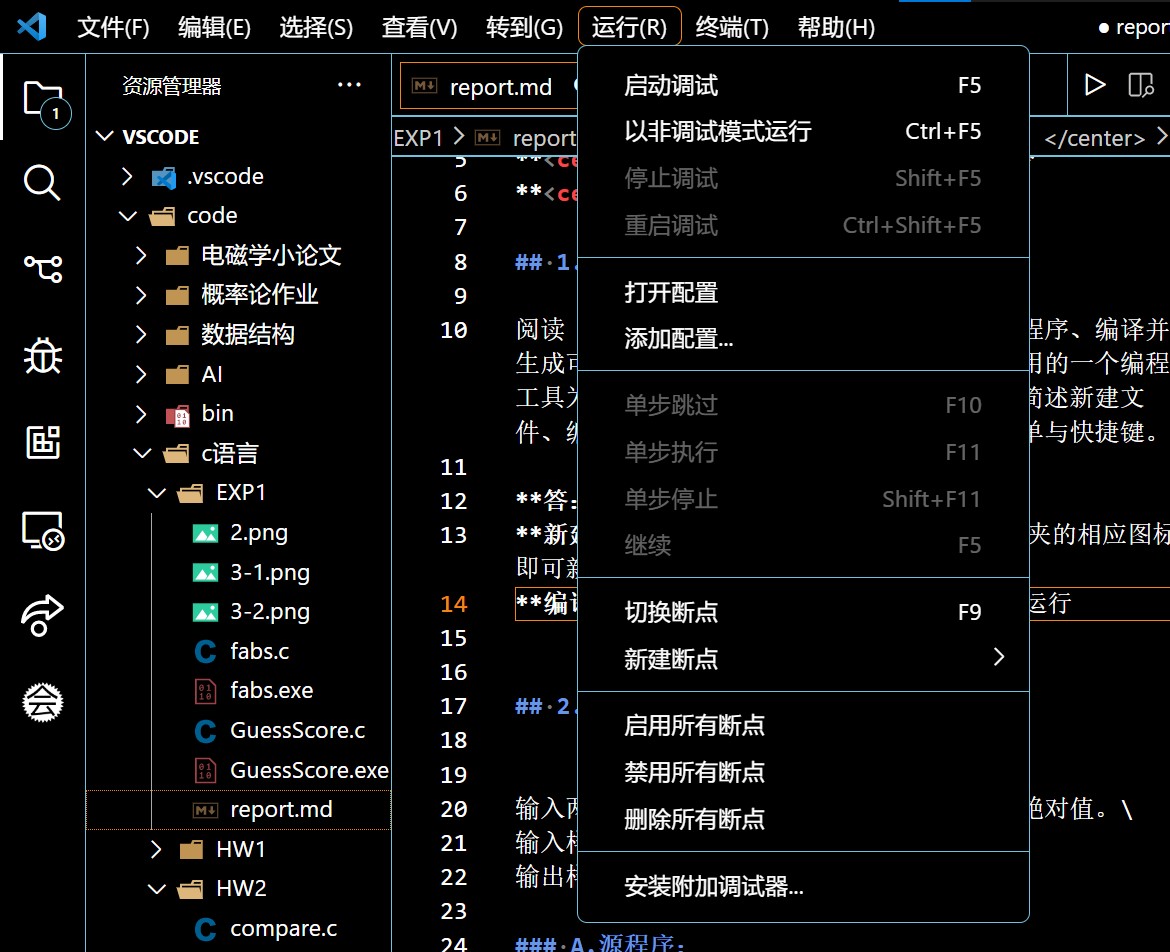 文件(F) 编辑(E) 选择(S) 查看(V) 转到(G) 运行(R) 终端(T) 帮助(H) ● repor
资源管理器 ···
1
VSCODE
.vscode
code
电磁学小论文
概率论作业
数据结构
AI
bin
c语言
EXP1
2.png
3-1.png
3-2.png
fabs.c
fabs.exe
GuessScore.c
GuessScore.exe
report.md
HW1
HW2
compare.c
report.md
EXP1 > report </center> >
5 **<ce
6 **<ce
7
8 ##·1.
9
10 阅读 程序、编译并
生成可 用的一个编程
工具为 简述新建文
件、编 单与快捷键。
11
12 **答:
13 **新建 夹的相应图标
即可新
14 **编译 运行
15
16
17 ##·2.
18
19
20 输入两 绝对值。\
21 输入样
22 输出样
23
24 ###·A.源程序:
启动调试 F5
以非调试模式运行 Ctrl+F5
停止调试 Shift+F5
重启调试 Ctrl+Shift+F5
打开配置
添加配置...
单步跳过 F10
单步执行 F11
单步停止 Shift+F11
继续 F5
切换断点 F9
新建断点
启用所有断点
禁用所有断点
删除所有断点
安装附加调试器...